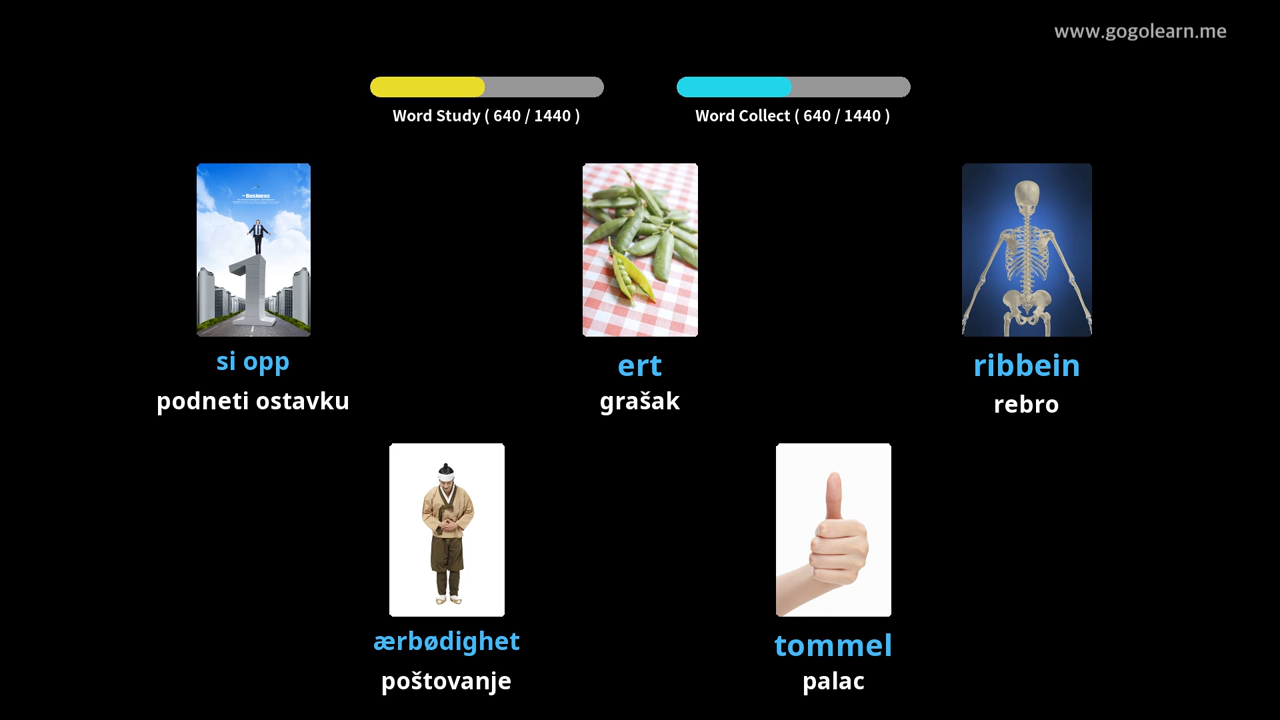 www.gogolearn.me
Word Study ( 640 / 1440 )
Word Collect ( 640 / 1440 )
Business
si opp
podneti ostavku
ert
grašak
ribbein
rebro
ærbødighet
poštovanje
tommel
palac